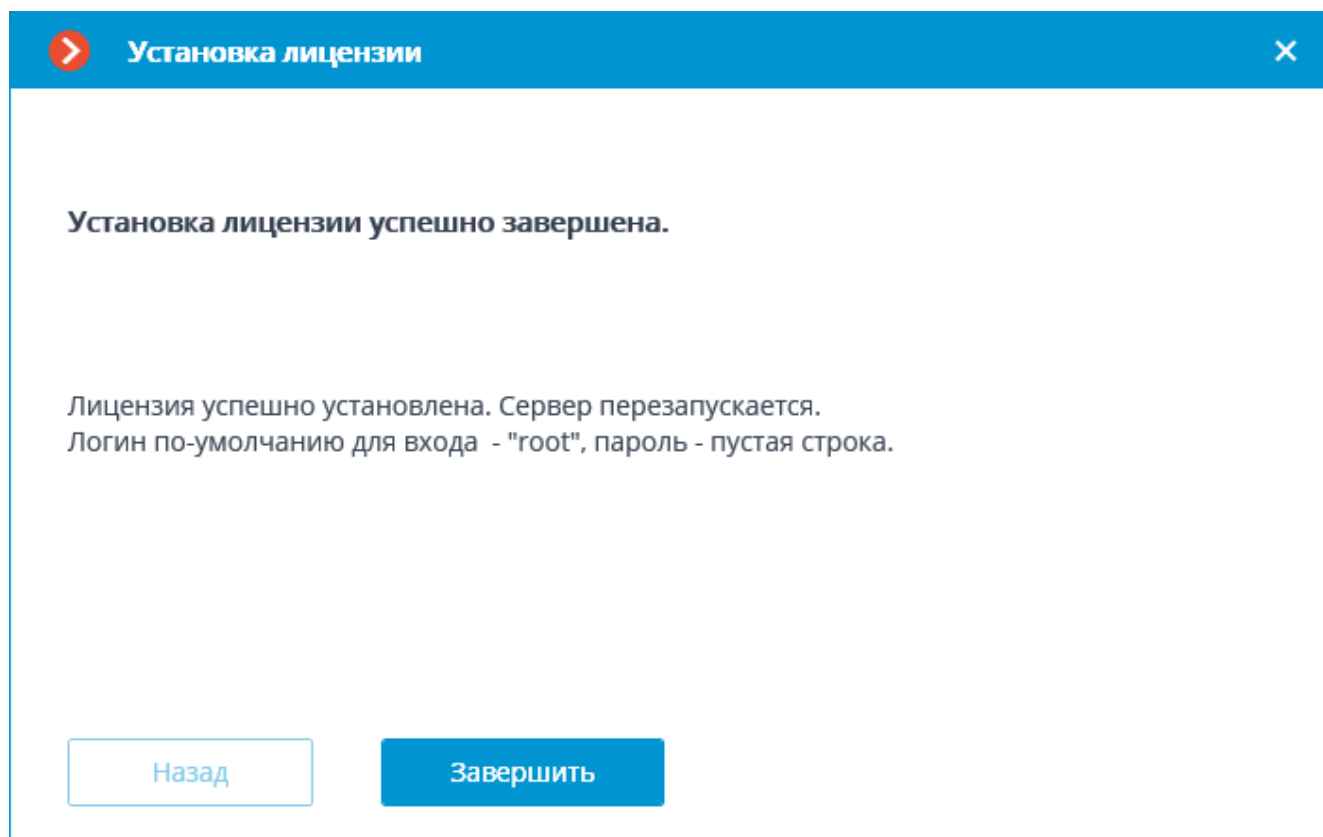 Установка лицензии
Установка лицензии успешно завершена.
Лицензия успешно установлена. Сервер перезапускается.
Логин по-умолчанию для входа  - "root", пароль - пустая строка.
Назад
Завершить